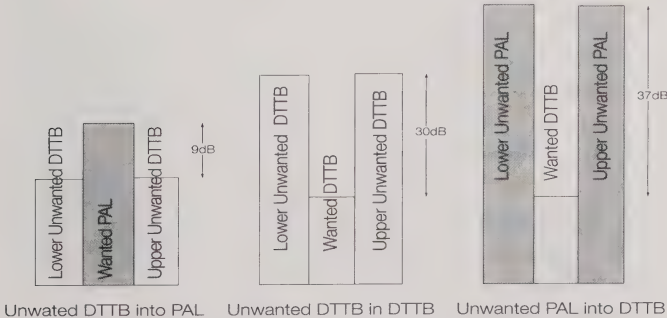 Lower Unwanted DTTB
Wanted PAL
Upper Unwanted DTTB
9dB
Unwated DTTB into PAL
Lower Unwanted DTTB
Wanted DTTB
Upper Unwanted DTTB
30dB
Unwanted DTTB in DTTB
Lower Unwanted PAL
Wanted DTTB
Upper Unwanted PAL
37dB
Unwanted PAL into DTTB